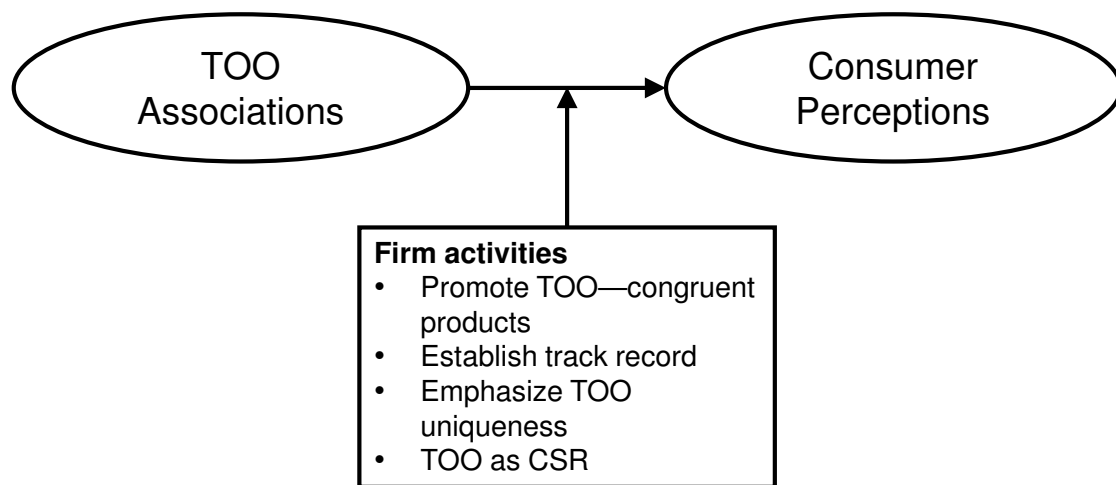 TOO
Associations
Consumer
Perceptions
Firm activities
• Promote TOO—congruent
products
• Establish track record
• Emphasize TOO
uniqueness
• TOO as CSR